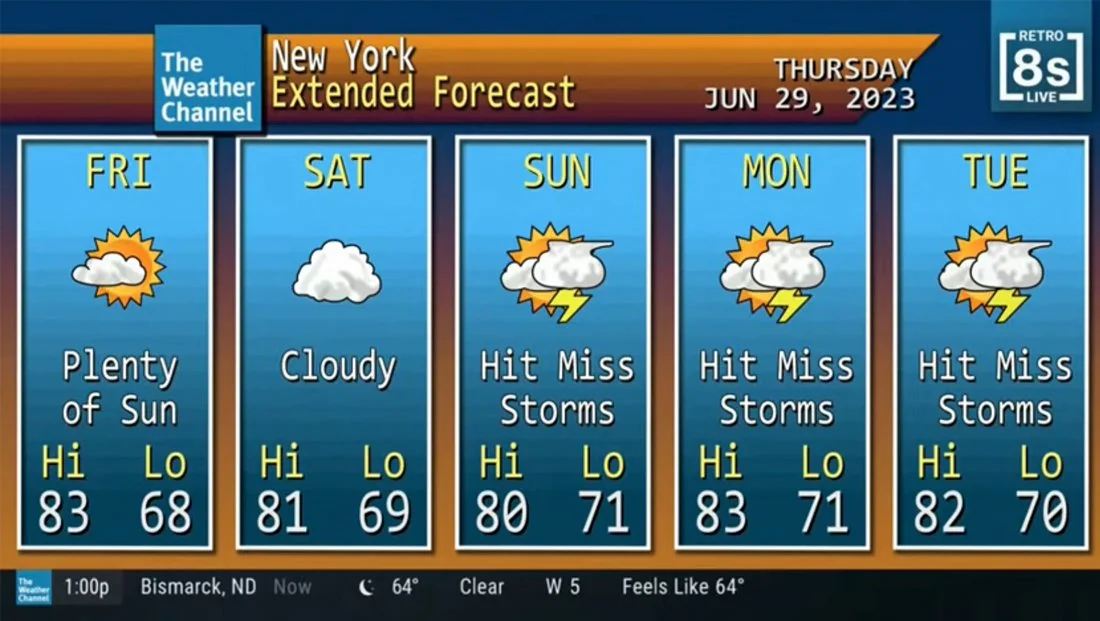 The
Weather
Channel
New York
Extended Forecast
THURSDAY
JUN 29, 2023
RETRO
8s
LIVE
FRI
Plenty
of Sun
Hi Lo
83 68
SAT
Cloudy
Hi Lo
81 69
SUN
Hit Miss
Storms
Hi Lo
80 71
MON
Hit Miss
Storms
Hi Lo
83 71
TUE
Hit Miss
Storms
Hi Lo
82 70
The
Weather
Channel
1:00p Bismarck, ND Now 64° Clear W 5 Feels Like 64°